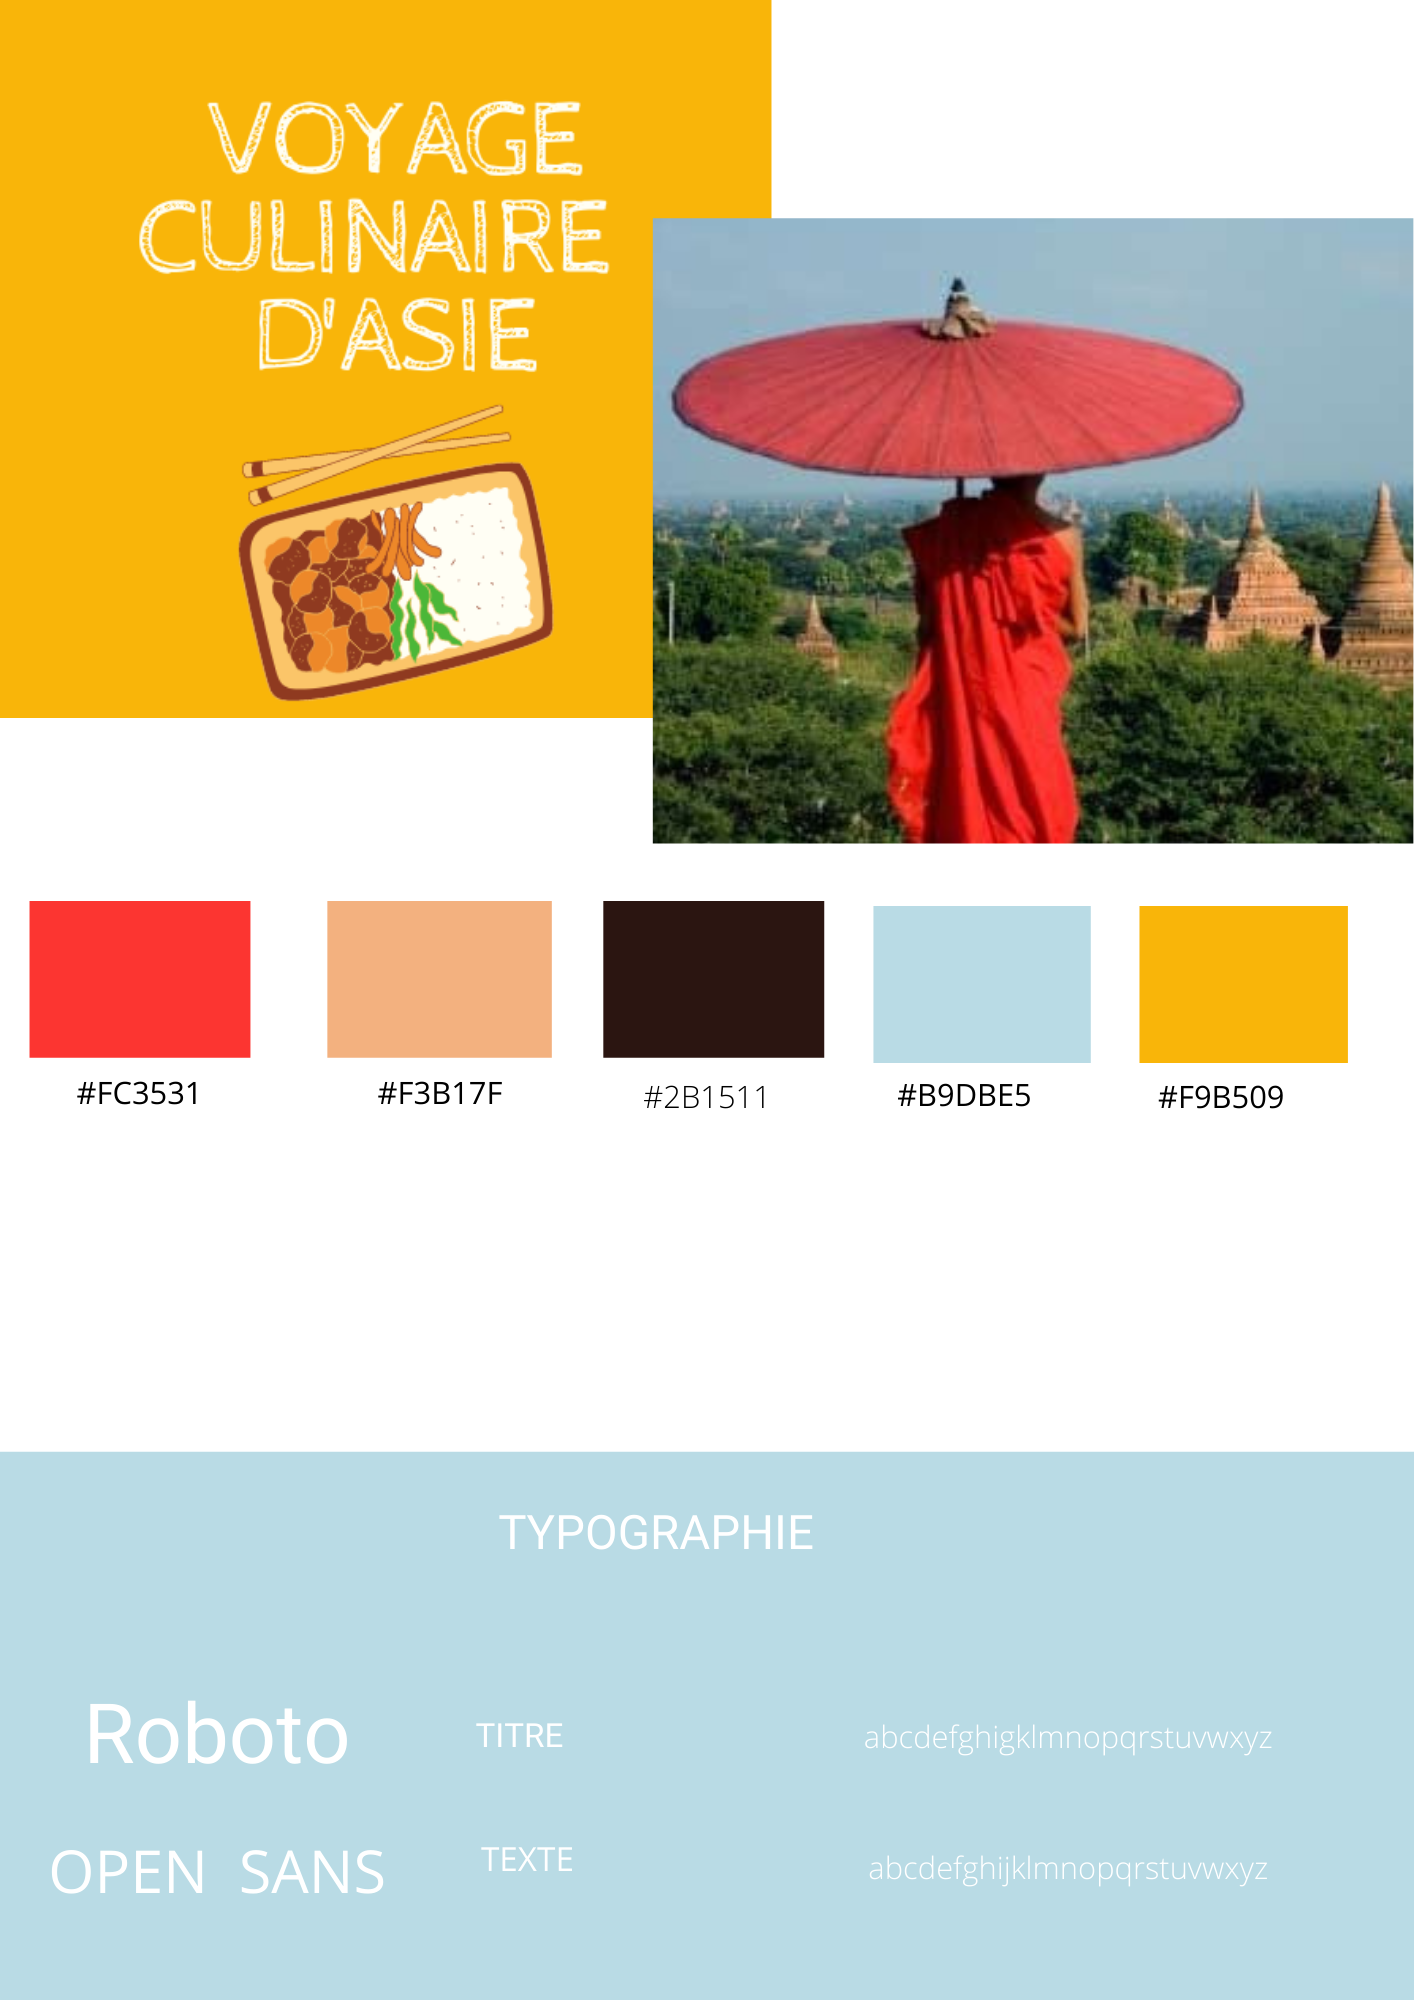 VOYAGE
CULINAIRE
D'ASIE
#FC3531
#F3B17F
#2B1511
#B9DBE5
#F9B509
TYPOGRAPHIE
Roboto
TITRE
abcdefghigklmnopqrstuvwxyz
OPEN SANS
TEXTE
abcdefghijklmnopqrstuvwxyz